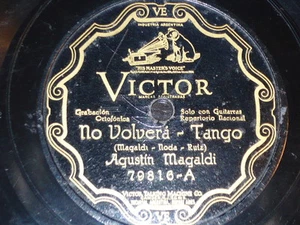 VE
INDUSTRIA ARGENTINA
"HIS MASTER'S VOICE"
VICTOR
Grabación Ortofónica
Solo con Guitarras
Repertorio Nacional
No Volverá - Tango
(Magaldi - Noda - Ruiz)
Agustín Magaldi
79816-A
VICTOR TALKING MACHINE CO.
VE